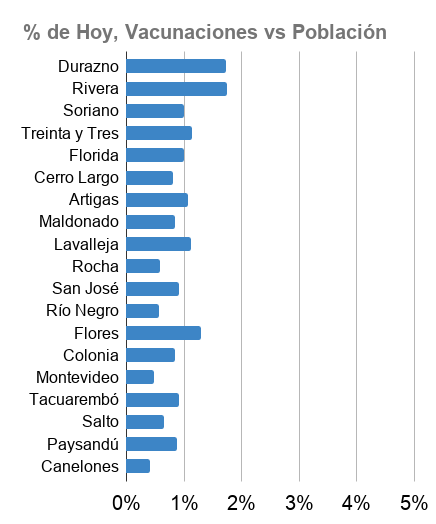 % de Hoy, Vacunaciones vs Población
Durazno
Rivera
Soriano
Treinta y Tres
Florida
Cerro Largo
Artigas
Maldonado
Lavalleja
Rocha
San José
Río Negro
Flores
Colonia
Montevideo
Tacuarembó
Salto
Paysandú
Canelones
0% 1% 2% 3% 4% 5%